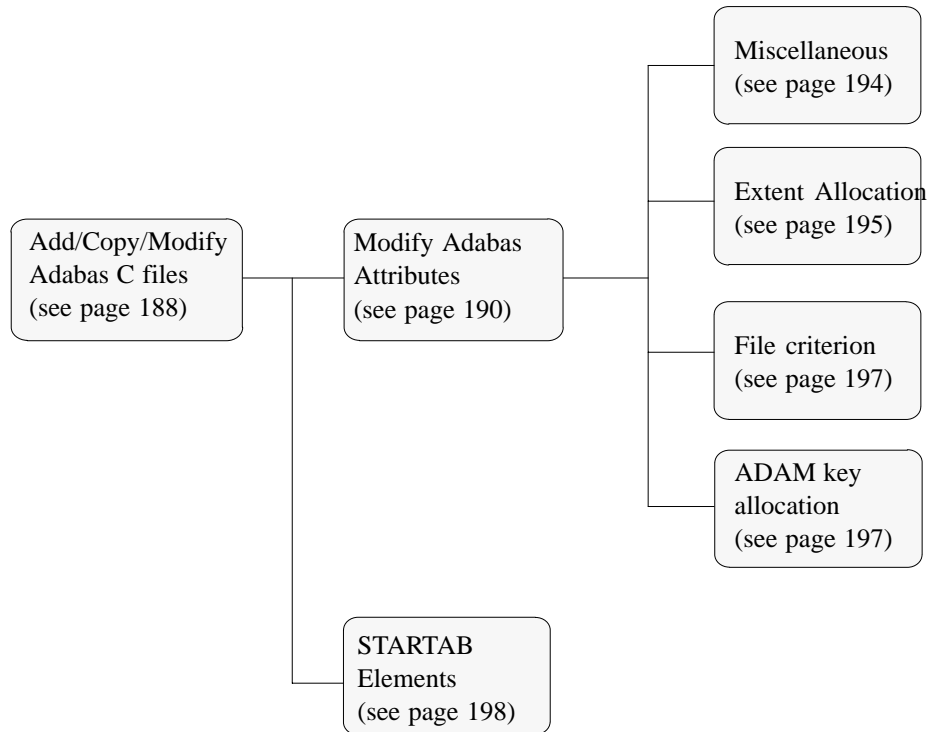 Miscellaneous
(see page 194)
Extent Allocation
(see page 195)
Add/Copy/Modify
Adabas C files
(see page 188)
Modify Adabas
Attributes
(see page 190)
File criterion
(see page 197)
ADAM key
allocation
(see page 197)
STARTAB
Elements
(see page 198)